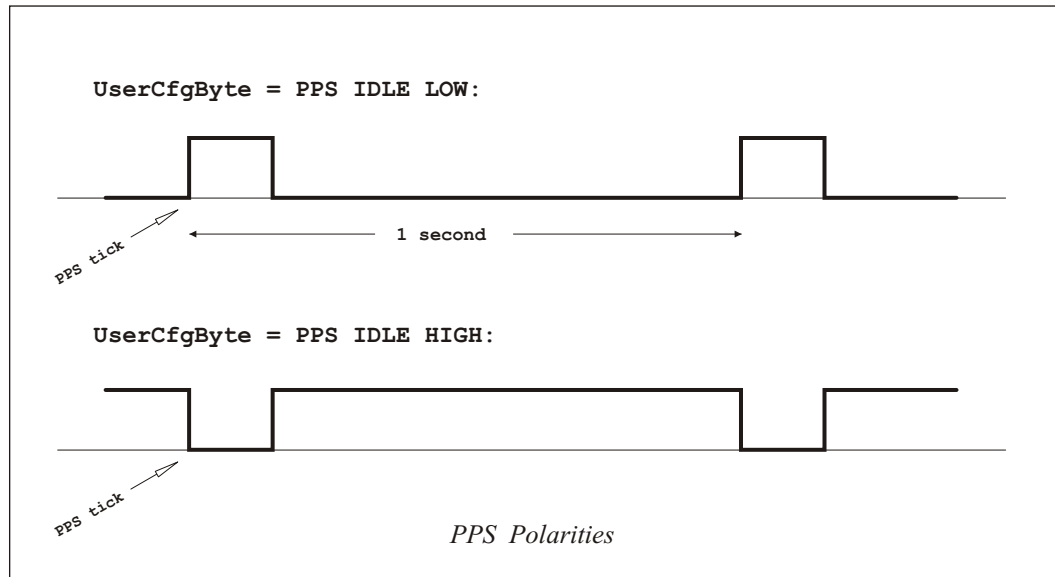 UserCfgByte = PPS IDLE LOW:
PPS tick
1 second
UserCfgByte = PPS IDLE HIGH:
PPS tick
PPS Polarities